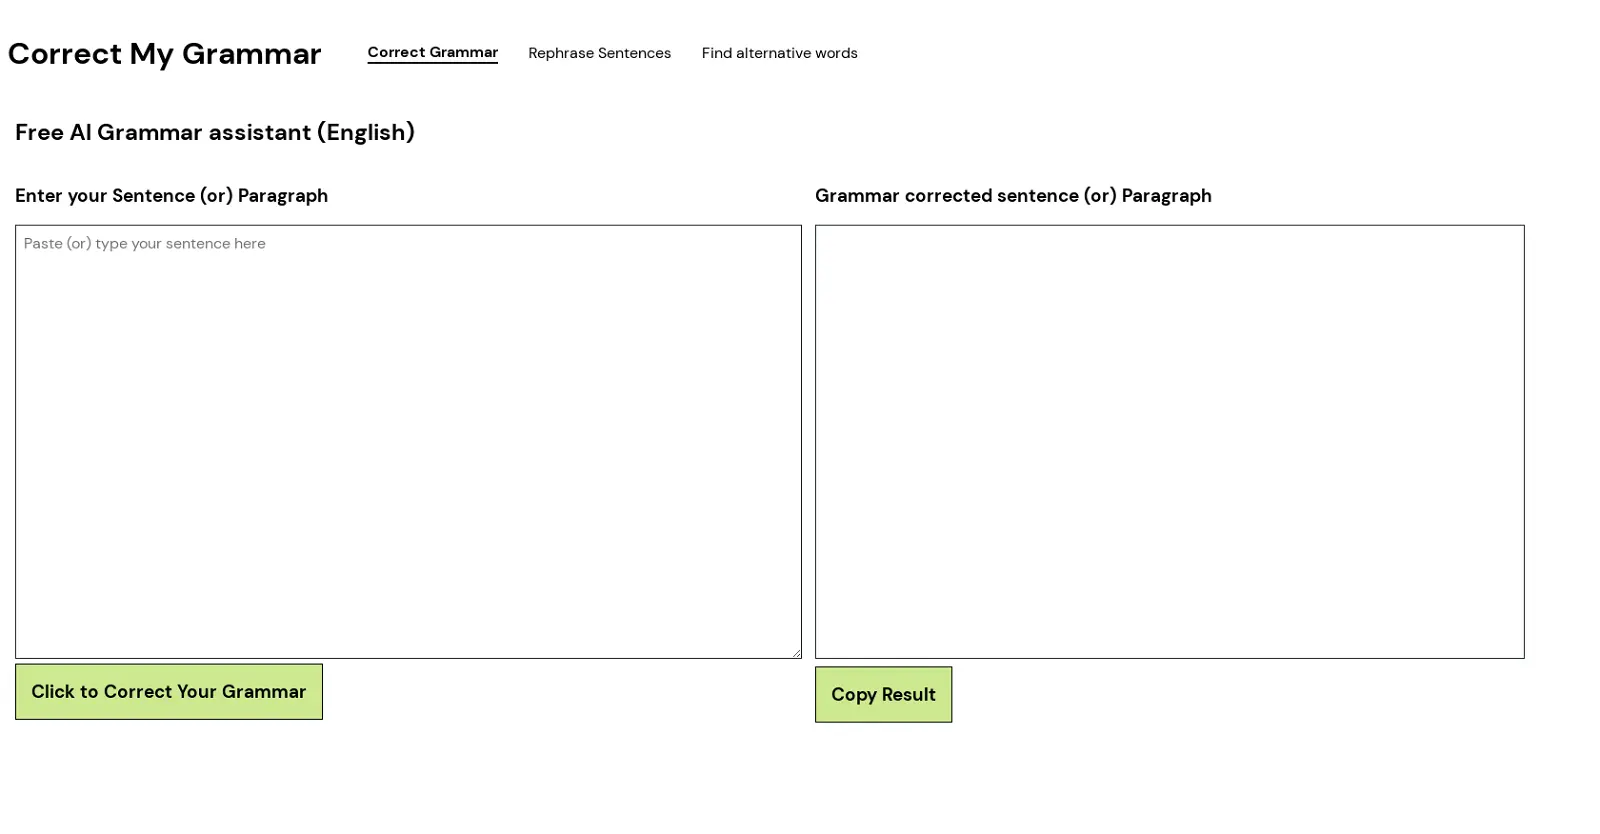 Correct My Grammar
Correct Grammar
Rephrase Sentences
Find alternative words
Free AI Grammar assistant (English)
Enter your Sentence (or) Paragraph
Paste (or) type your sentence here
Click to Correct Your Grammar
Grammar corrected sentence (or) Paragraph
Copy Result